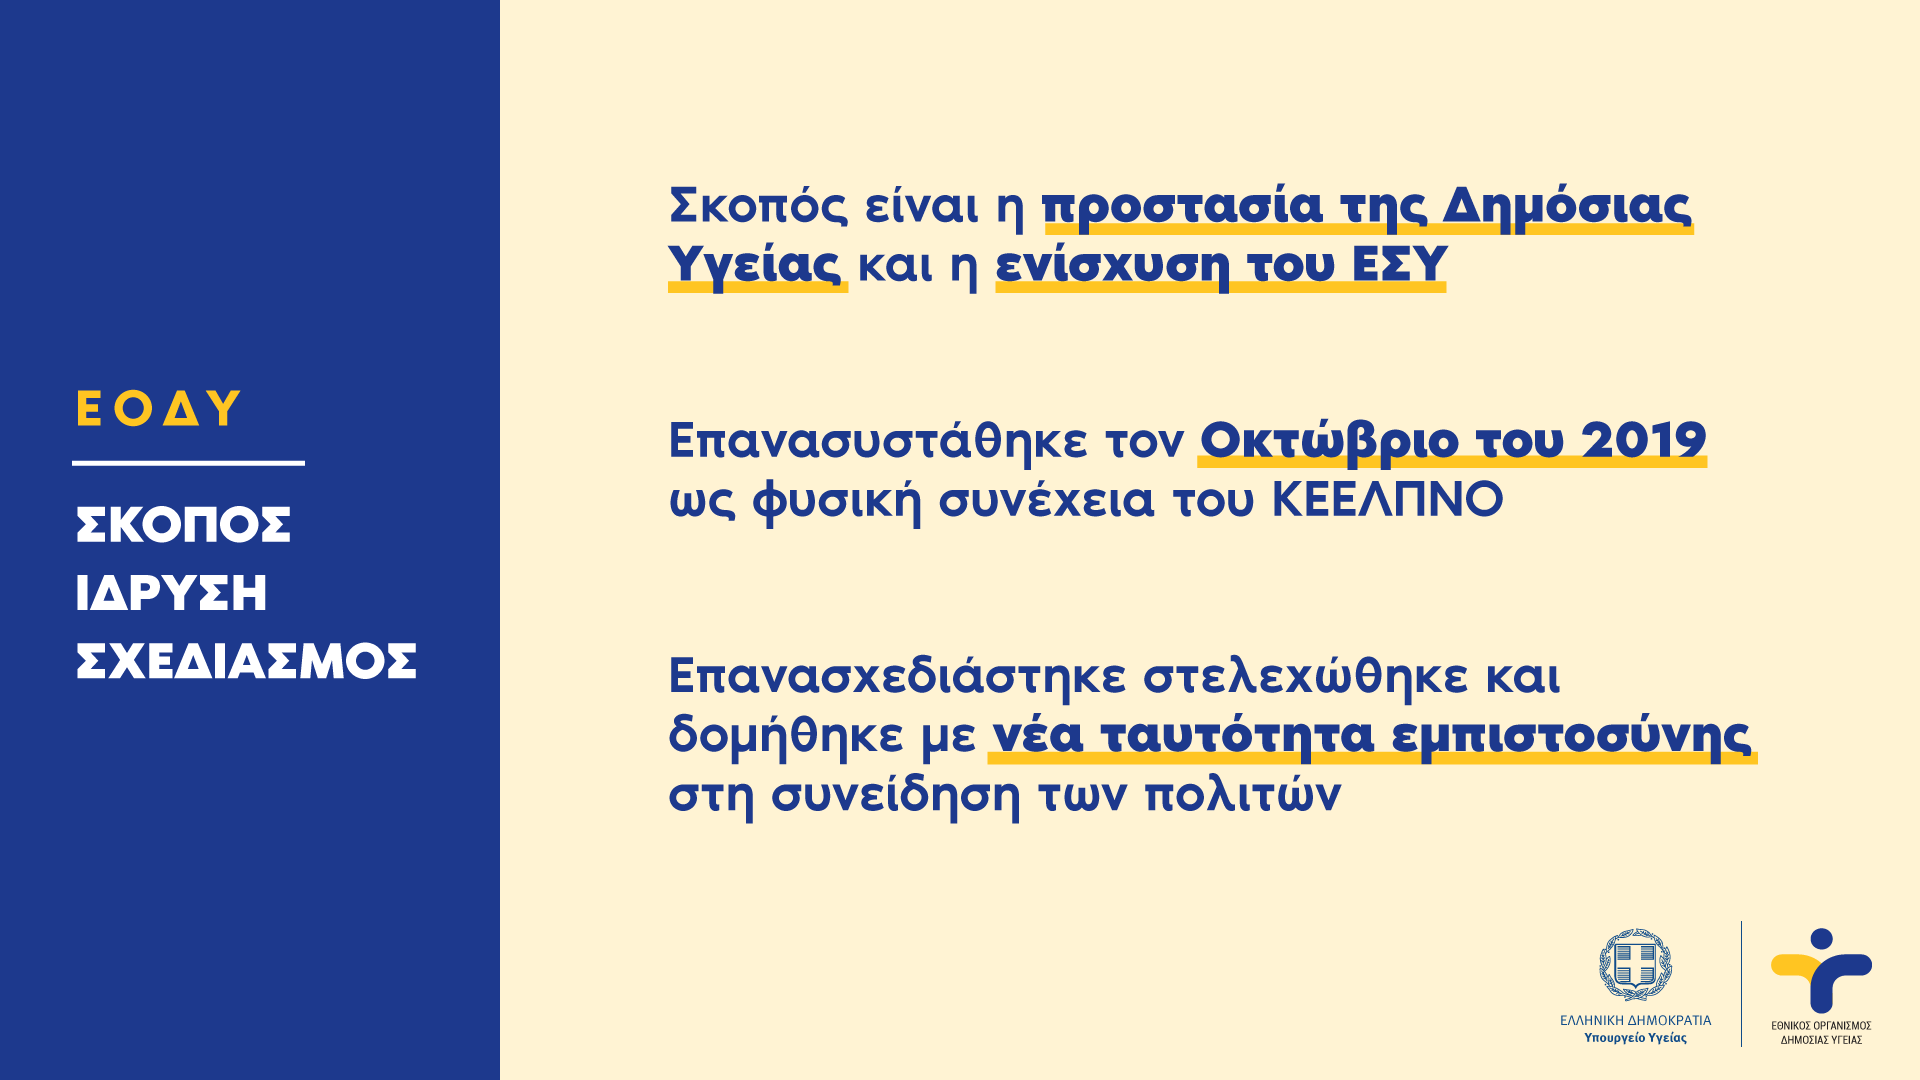 ΕΟΔΥ
ΣΚΟΠΟΣ
ΙΔΡΥΣΗ
ΣΧΕΔΙΑΣΜΟΣ
Σκοπός είναι η προστασία της Δημόσιας
Υγείας και η ενίσχυση του ΕΣΥ
Επανασυστάθηκε τον Οκτώβριο του 2019
ως φυσική συνέχεια του ΚΕΕΛΠΝΟ
Επανασχεδιάστηκε στελεχώθηκε και
δομήθηκε με νέα ταυτότητα εμπιστοσύνης
στη συνείδηση των πολιτών
ΕΛΛΗΝΙΚΗ ΔΗΜΟΚΡΑΤΙΑ
Υπουργείο Υγείας
ΕΘΝΙΚΟΣ ΟΡΓΑΝΙΣΜΟΣ
ΔΗΜΟΣΙΑΣ ΥΓΕΙΑΣ